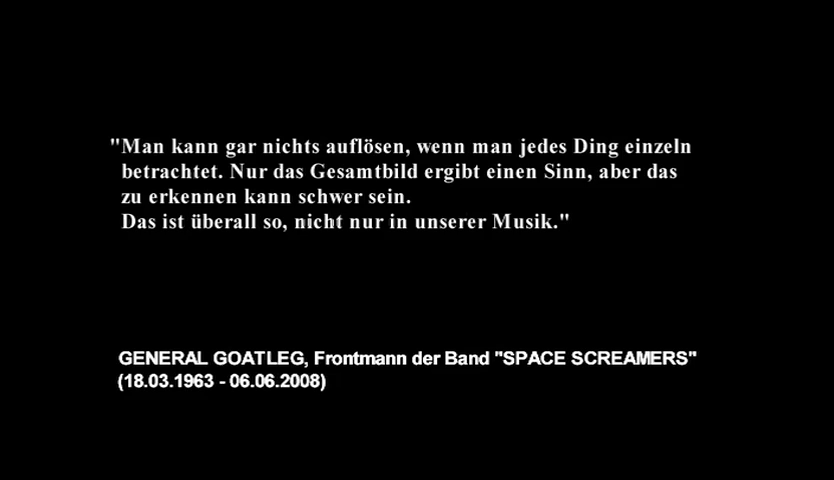 "Man kann gar nichts auflösen, wenn man jedes Ding einzeln
betrachtet. Nur das Gesamtbild ergibt einen Sinn, aber das
zu erkennen kann schwer sein.
Das ist überall so, nicht nur in unserer Musik."
GENERAL GOATLEG, Frontmann der Band "SPACE SCREAMERS"
(18.03.1963 - 06.06.2008)